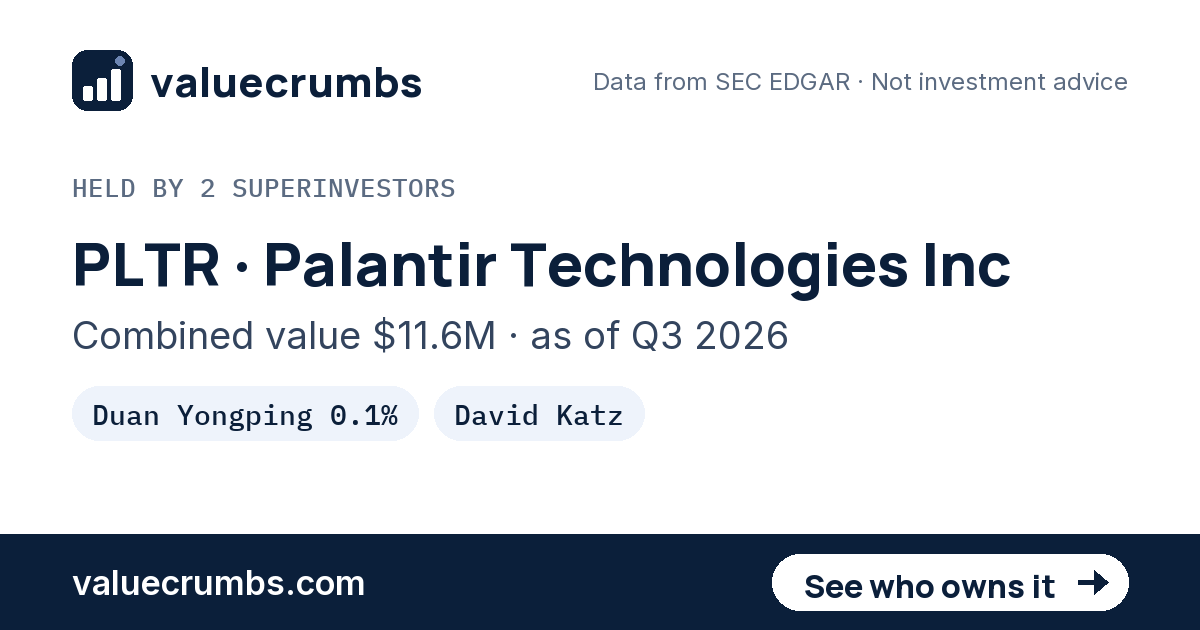 valuecrumbs
Data from SEC EDGAR · Not investment advice
HELD BY 2 SUPERINVESTORS
PLTR · Palantir Technologies Inc
Combined value $11.6M · as of Q3 2026
Duan Yongping 0.1%
David Katz
valuecrumbs.com
See who owns it →